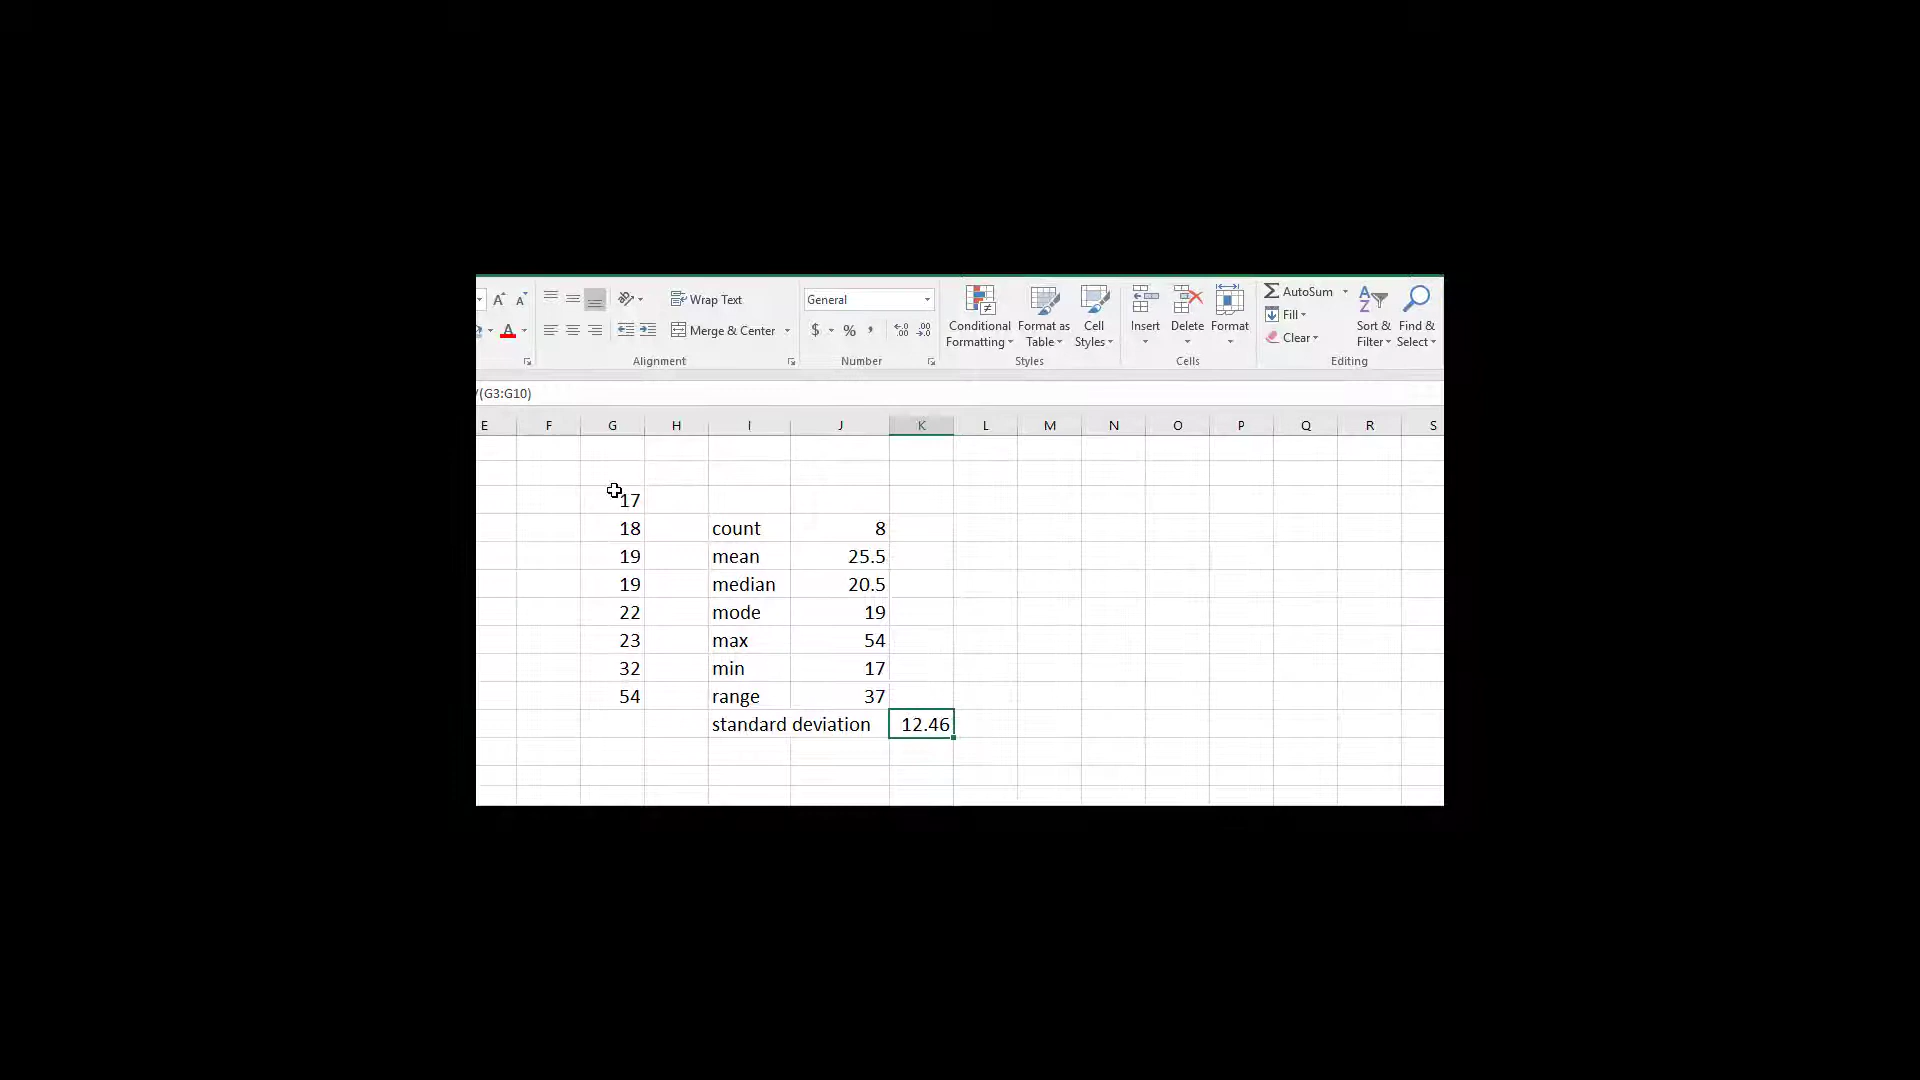 A A Wrap Text General AutoSum
A Merge & Center $ % , Conditional Formatting Format as Table Cell Styles Insert Delete Format Fill Clear Sort & Filter Find & Select
Alignment Number Styles Cells Editing
(G3:G10)
E F G H I J K L M N O P Q R S
17
18 count 8
19 mean 25.5
19 median 20.5
22 mode 19
23 max 54
32 min 17
54 range 37
standard deviation 12.46